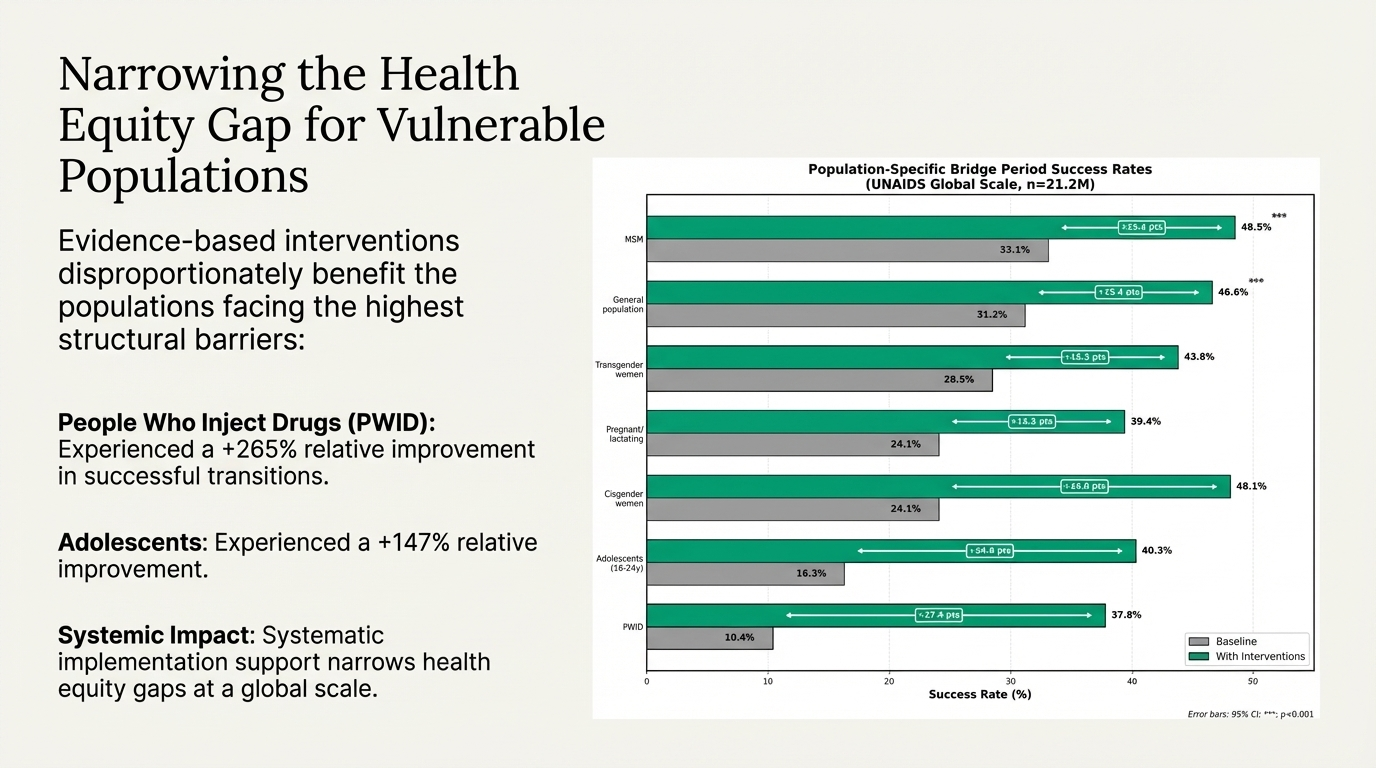 Narrowing the Health
Equity Gap for Vulnerable
Populations
Evidence-based interventions
disproportionately benefit the
populations facing the highest
structural barriers:
People Who Inject Drugs (PWID):
Experienced a +265% relative improvement
in successful transitions.
Adolescents: Experienced a +147% relative
improvement.
Systemic Impact: Systematic
implementation support narrows health
equity gaps at a global scale.
Population-Specific Bridge Period Success Rates
(UNAIDS Global Scale, n=21.2M)
MSM
48.5%
***
33.1%
General
population
46.6%
***
31.2%
Transgender
women
43.8%
28.5%
Pregnant/
lactating
39.4%
24.1%
Cisgender
women
48.1%
24.1%
Adolescents
(16-24y)
40.3%
16.3%
PWID
37.8%
10.4%
Baseline
With Interventions
0 10 20 30 40 50
Success Rate (%)
Error bars: 95% CI; ***: p<0.001